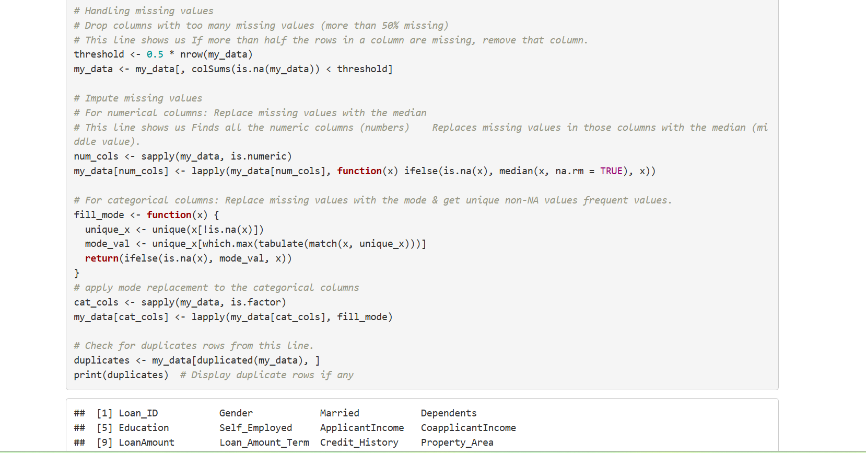 # Handling missing values
# Drop columns with too many missing values (more than 50% missing)
# This line shows us If more than half the rows in a column are missing, remove that column.
threshold <- 0.5 * nrow(my_data)
my_data <- my_data[, colSums(is.na(my_data)) < threshold]
# Impute missing values
# For numerical columns: Replace missing values with the median
# This line shows us Finds all the numeric columns (numbers)    Replaces missing values in those columns with the median (mi
ddle value).
num_cols <- sapply(my_data, is.numeric)
my_data[num_cols] <- lapply(my_data[num_cols], function(x) ifelse(is.na(x), median(x, na.rm = TRUE), x))
# For categorical columns: Replace missing values with the mode & get unique non-NA values frequent values.
fill_mode <- function(x) {
  unique_x <- unique(x[!is.na(x)])
  mode_val <- unique_x[which.max(tabulate(match(x, unique_x)))]
  return(ifelse(is.na(x), mode_val, x))
}
# apply mode replacement to the categorical columns
cat_cols <- sapply(my_data, is.factor)
my_data[cat_cols] <- lapply(my_data[cat_cols], fill_mode)
# Check for duplicates rows from this line.
duplicates <- my_data[duplicated(my_data), ]
print(duplicates)  # Display duplicate rows if any
##  [1] Loan_ID           Gender            Married           Dependents
##  [5] Education         Self_Employed     ApplicantIncome   CoapplicantIncome
##  [9] LoanAmount        Loan_Amount_Term  Credit_History    Property_Area